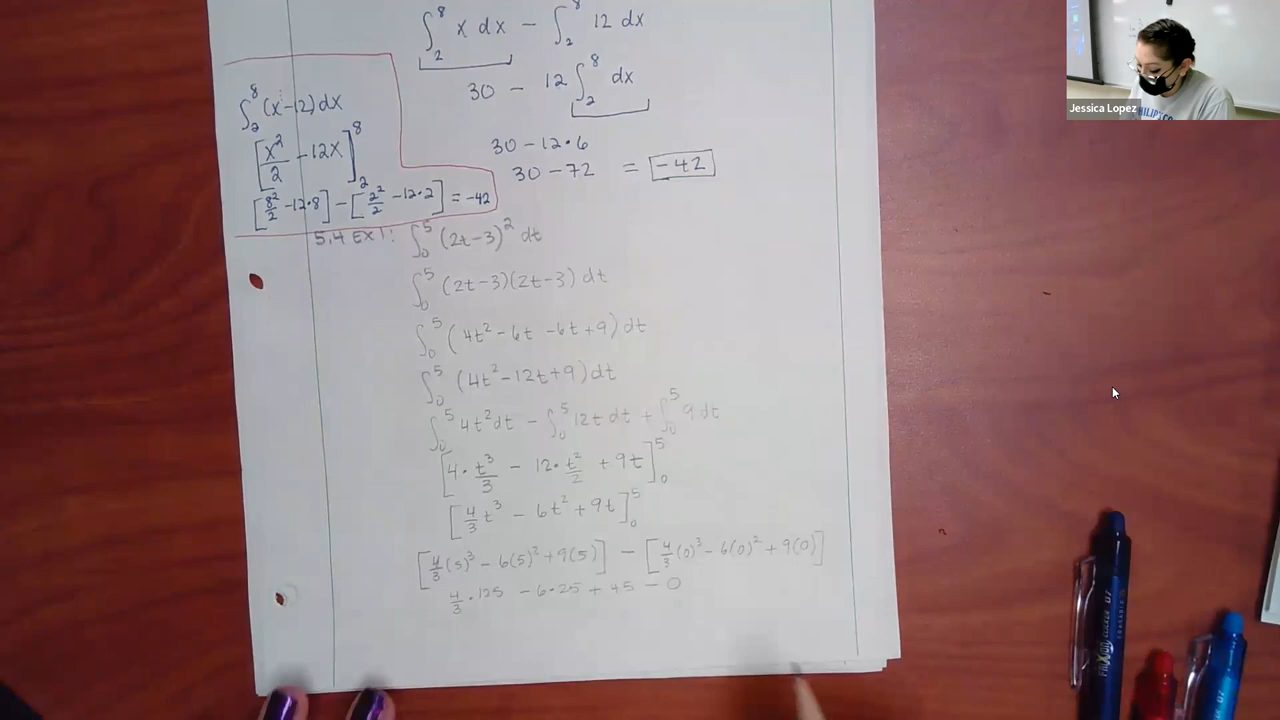 ∫₂⁸ x dx − ∫₂⁸ 12 dx
30 − 12 ∫₂⁸ dx
30 − 12 • 6
30 − 72 = -42
∫₂⁸ (x−12) dx
[x²/2 − 12x]₂⁸
[8²/2 − 12•8] − [2²/2 − 12•2] = −42
5.4 EX 1: ∫₀⁵ (2t−3)² dt
∫₀⁵ (2t−3)(2t−3) dt
∫₀⁵ (4t² − 6t − 6t + 9) dt
∫₀⁵ (4t² − 12t + 9) dt
∫₀⁵ 4t² dt − ∫₀⁵ 12t dt + ∫₀⁵ 9 dt
[4 • t³/3 − 12 • t²/2 + 9t]₀⁵
[4/3 t³ − 6t² + 9t]₀⁵
[4/3 (5)³ − 6(5)² + 9(5)] − [4/3 (0)³ − 6(0)² + 9(0)]
4/3 • 125 − 6 • 25 + 45 − 0
Jessica Lopez